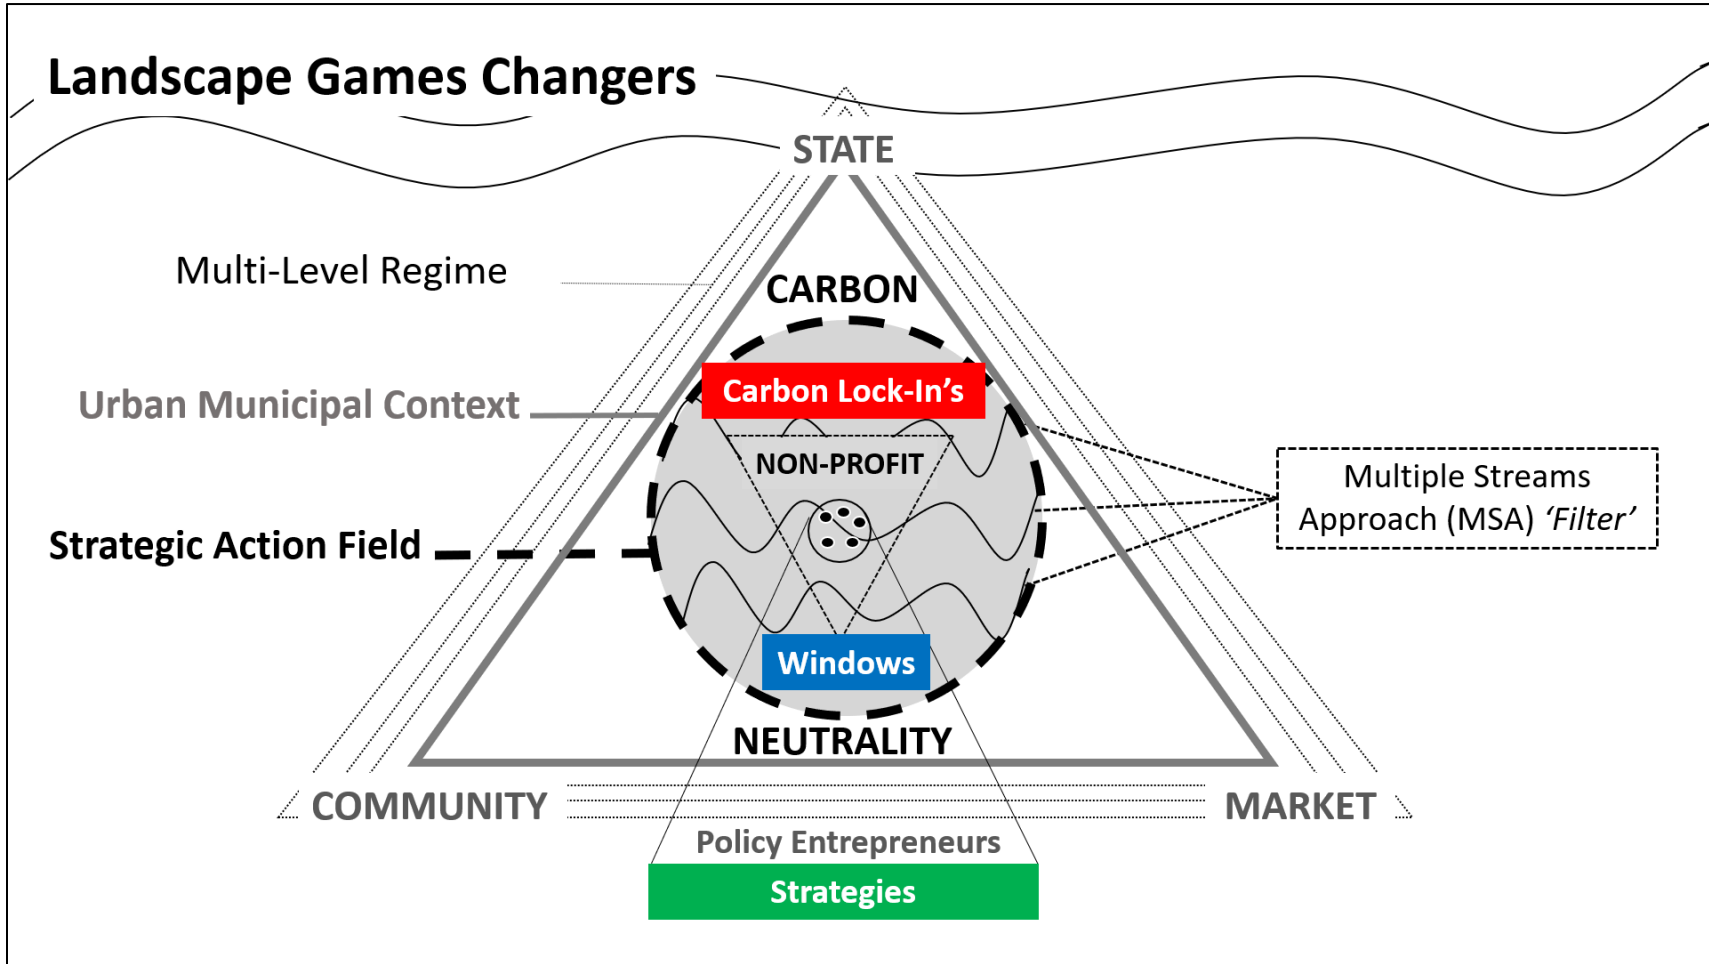 Landscape Games Changers
STATE
Multi-Level Regime
CARBON
Carbon Lock-In's
Urban Municipal Context
NON-PROFIT
Multiple Streams
Approach (MSA) ‘Filter’
Strategic Action Field
Windows
NEUTRALITY
COMMUNITY
MARKET
Policy Entrepreneurs
Strategies